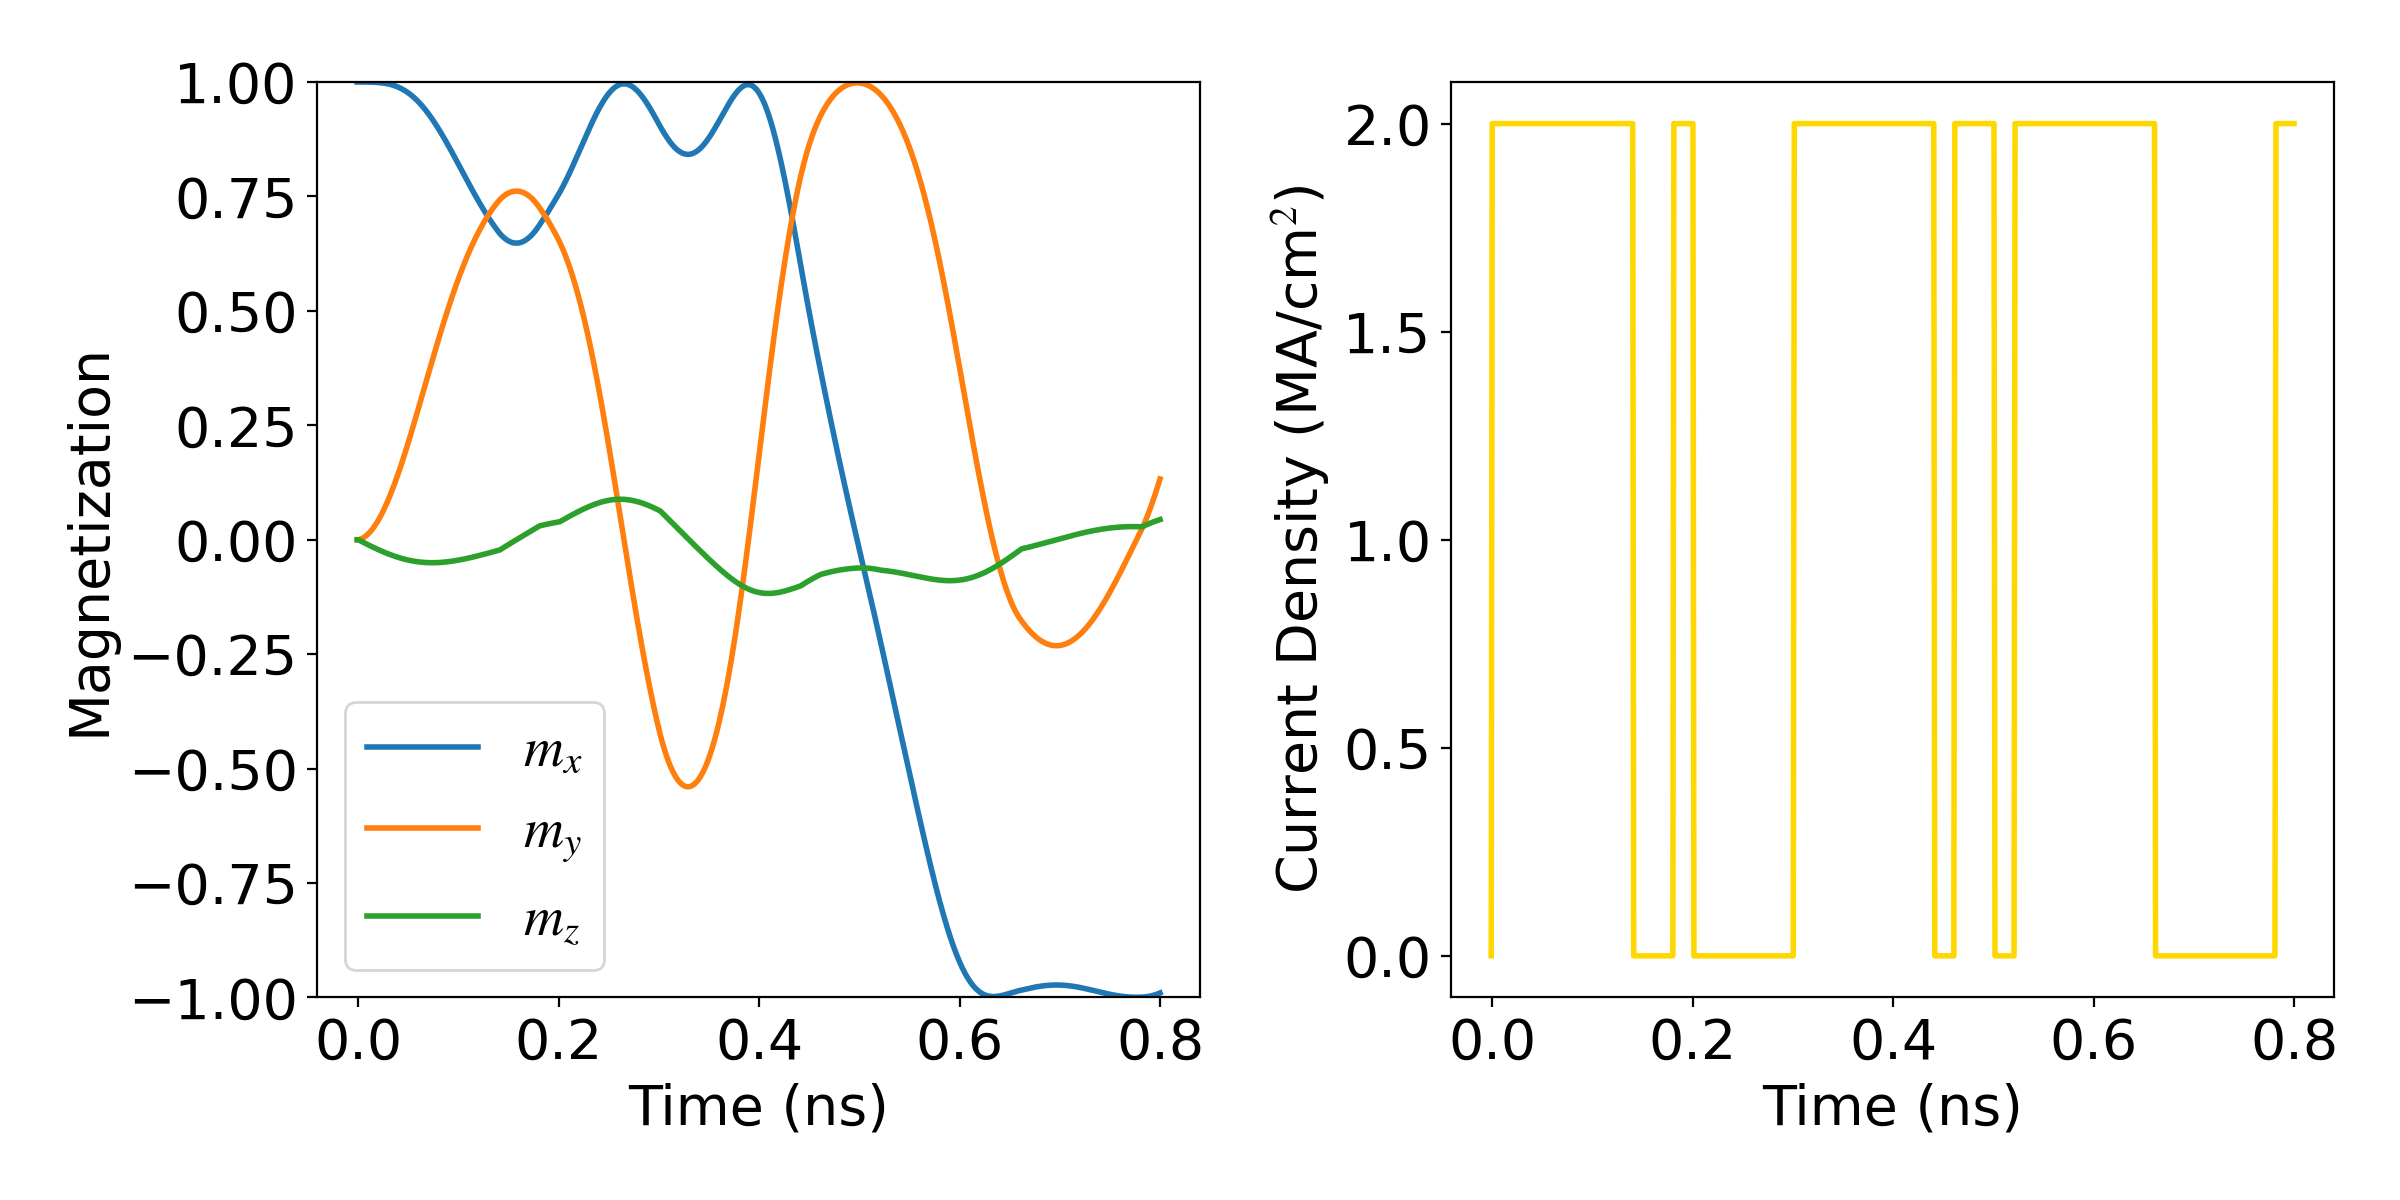 Magnetization
1.00
0.75
0.50
0.25
0.00
−0.25
−0.50
−0.75
−1.00
0.0 0.2 0.4 0.6 0.8
Time (ns)
m_x
m_y
m_z
Current Density (MA/cm²)
2.0
1.5
1.0
0.5
0.0
0.0 0.2 0.4 0.6 0.8
Time (ns)